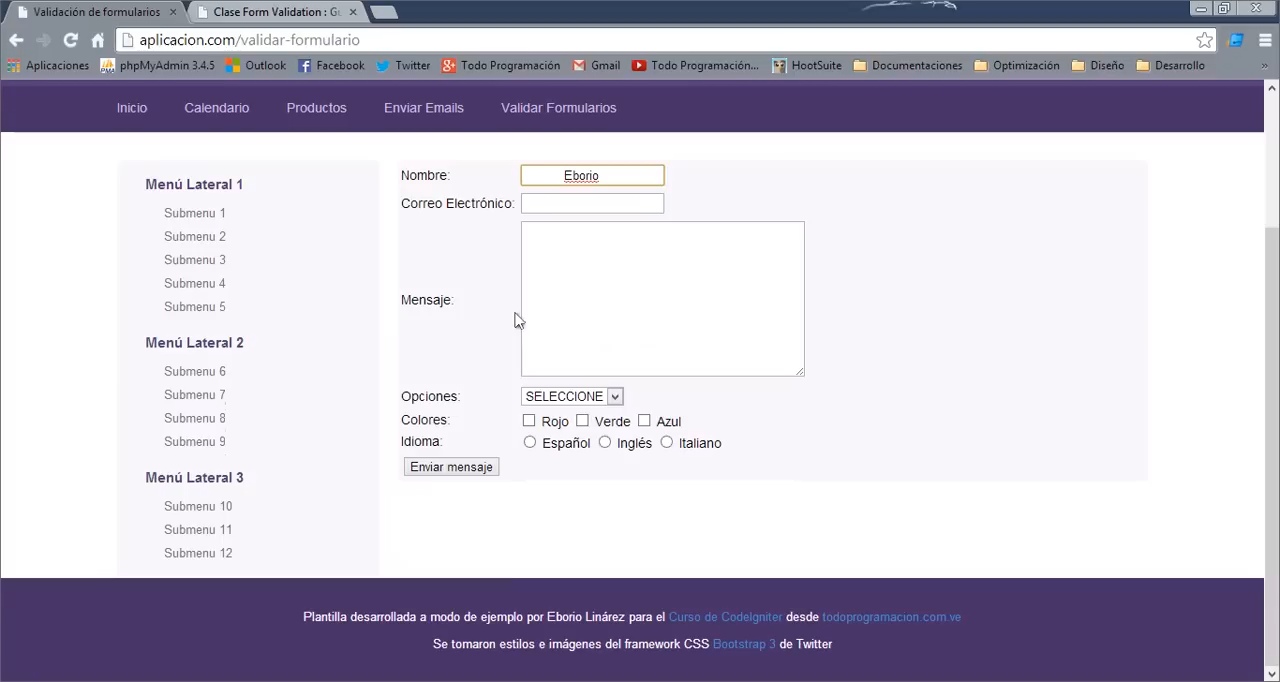 Validación de formularios × Clase Form Validation : Gu ×
aplicacion.com/validar-formulario
Aplicaciones phpMyAdmin 3.4.5 Outlook Facebook Twitter Todo Programación Gmail Todo Programación... HootSuite Documentaciones Optimización Diseño Desarrollo »
Inicio Calendario Productos Enviar Emails Validar Formularios
Menú Lateral 1
Submenu 1
Submenu 2
Submenu 3
Submenu 4
Submenu 5
Menú Lateral 2
Submenu 6
Submenu 7
Submenu 8
Submenu 9
Menú Lateral 3
Submenu 10
Submenu 11
Submenu 12
Nombre: Eborio
Correo Electrónico:
Mensaje:
Opciones: SELECCIONE
Colores: Rojo Verde Azul
Idioma: Español Inglés Italiano
Enviar mensaje
Plantilla desarrollada a modo de ejemplo por Eborio Linárez para el Curso de CodeIgniter desde todoprogramacion.com.ve
Se tomaron estilos e imágenes del framework CSS Bootstrap 3 de Twitter